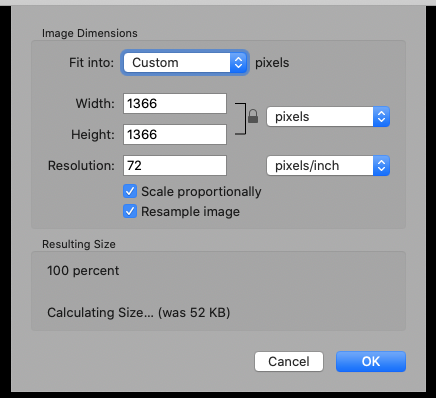 Image Dimensions
Fit into: Custom pixels
Width: 1366
pixels
Height: 1366
Resolution: 72 pixels/inch
Scale proportionally
Resample image
Resulting Size
100 percent
Calculating Size... (was 52 KB)
Cancel OK